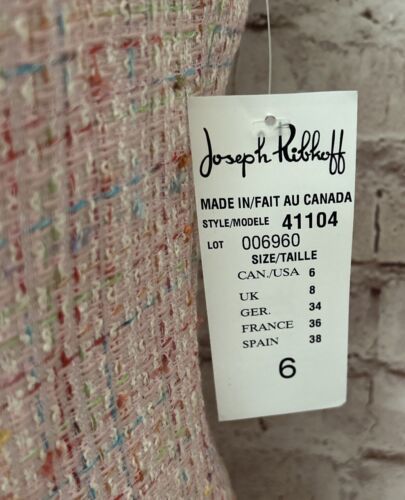 Joseph Ribkoff
MADE IN/FAIT AU CANADA
STYLE/MODELE 41104
LOT 006960
SIZE/TAILLE
CAN./USA 6
UK 8
GER. 34
FRANCE 36
SPAIN 38
6